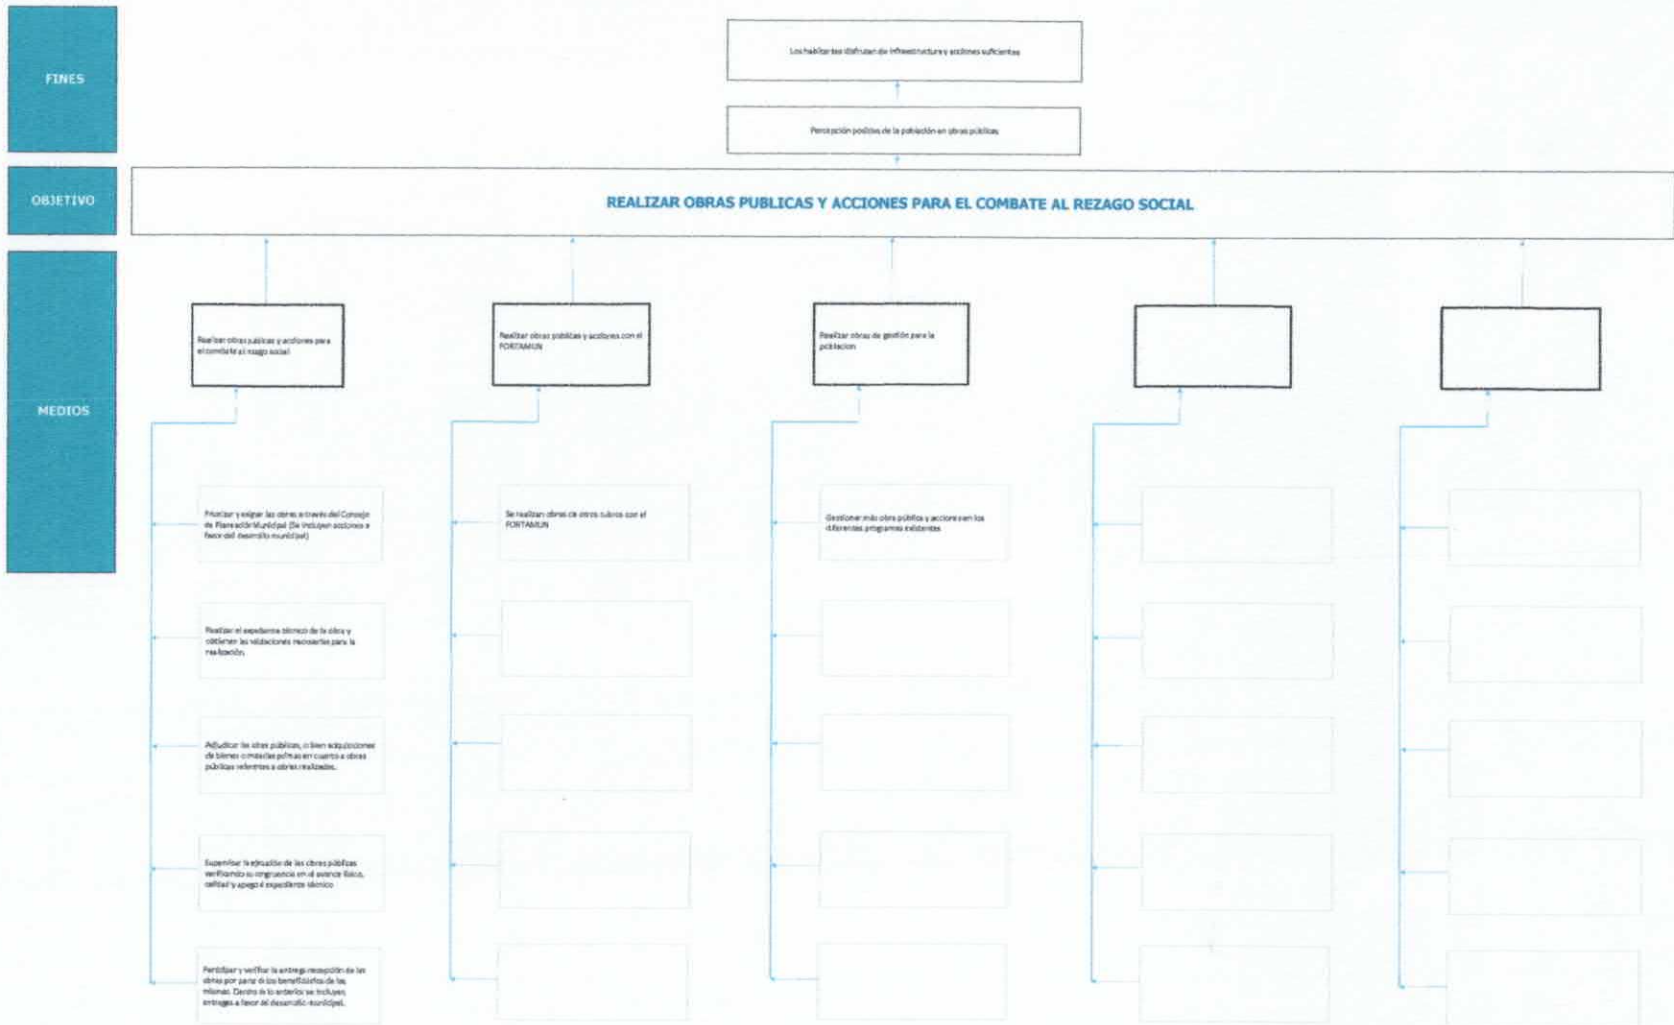 FINES
Los habitantes disfrutan de infraestructura y acciones suficientes
Percepción positiva de la población en obras públicas
OBJETIVO
REALIZAR OBRAS PUBLICAS Y ACCIONES PARA EL COMBATE AL REZAGO SOCIAL
MEDIOS
Realizar obras publicas y acciones para
el combate al rezago social
Realizar obras publicas y acciones con el
FORTAMUN
Realizar obras de gestión para la
poblacion
Priorizar y asignar las obras a través del Consejo
de Planeación Municipal (Se incluyen acciones a
favor del desarrollo municipal)
Se realizan obras de otros rubros con el
FORTAMUN
Gestionar más obra pública y acciones en los
diferentes programas existentes
Realizar el expediente técnico de la obra y
obtienen las validaciones necesarias para la
realización.
Adjudicar las obras públicas, o bien adquisiciones
de bienes o materias primas en cuanto a obras
públicas referentes a obras realizadas.
Supervisar la ejecución de las obras públicas
verificando su congruencia en el avance físico,
calidad y apego a expediente técnico
Participar y verificar la entrega recepción de las
obras por parte de los beneficiarios de las
mismas. Dentro de lo anterior se incluyen
entregas a favor del desarrollo municipal.